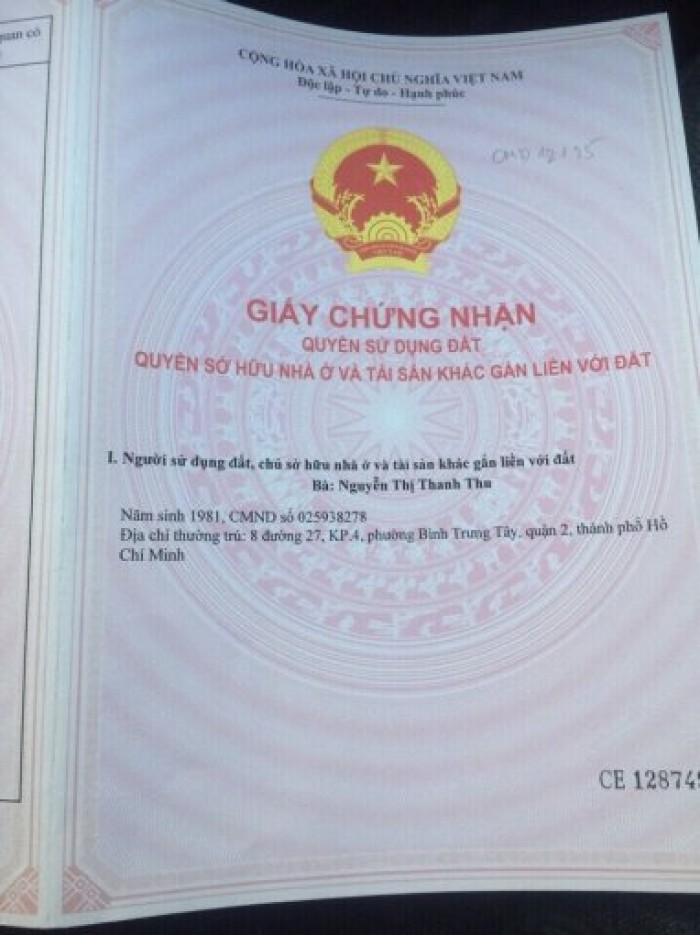 quan có
CỘNG HÒA XÃ HỘI CHỦ NGHĨA VIỆT NAM
Độc lập - Tự do - Hạnh phúc
GIẤY CHỨNG NHẬN
QUYỀN SỬ DỤNG ĐẤT
QUYỀN SỞ HỮU NHÀ Ở VÀ TÀI SẢN KHÁC GẮN LIỀN VỚI ĐẤT
I. Người sử dụng đất, chủ sở hữu nhà ở và tài sản khác gắn liền với đất
Bà: Nguyễn Thị Thanh Thu
Năm sinh 1981, CMND số 025938278
Địa chỉ thường trú: 8 đường 27, KP.4, phường Bình Trưng Tây, quận 2, thành phố Hồ
Chí Minh
CE 12874